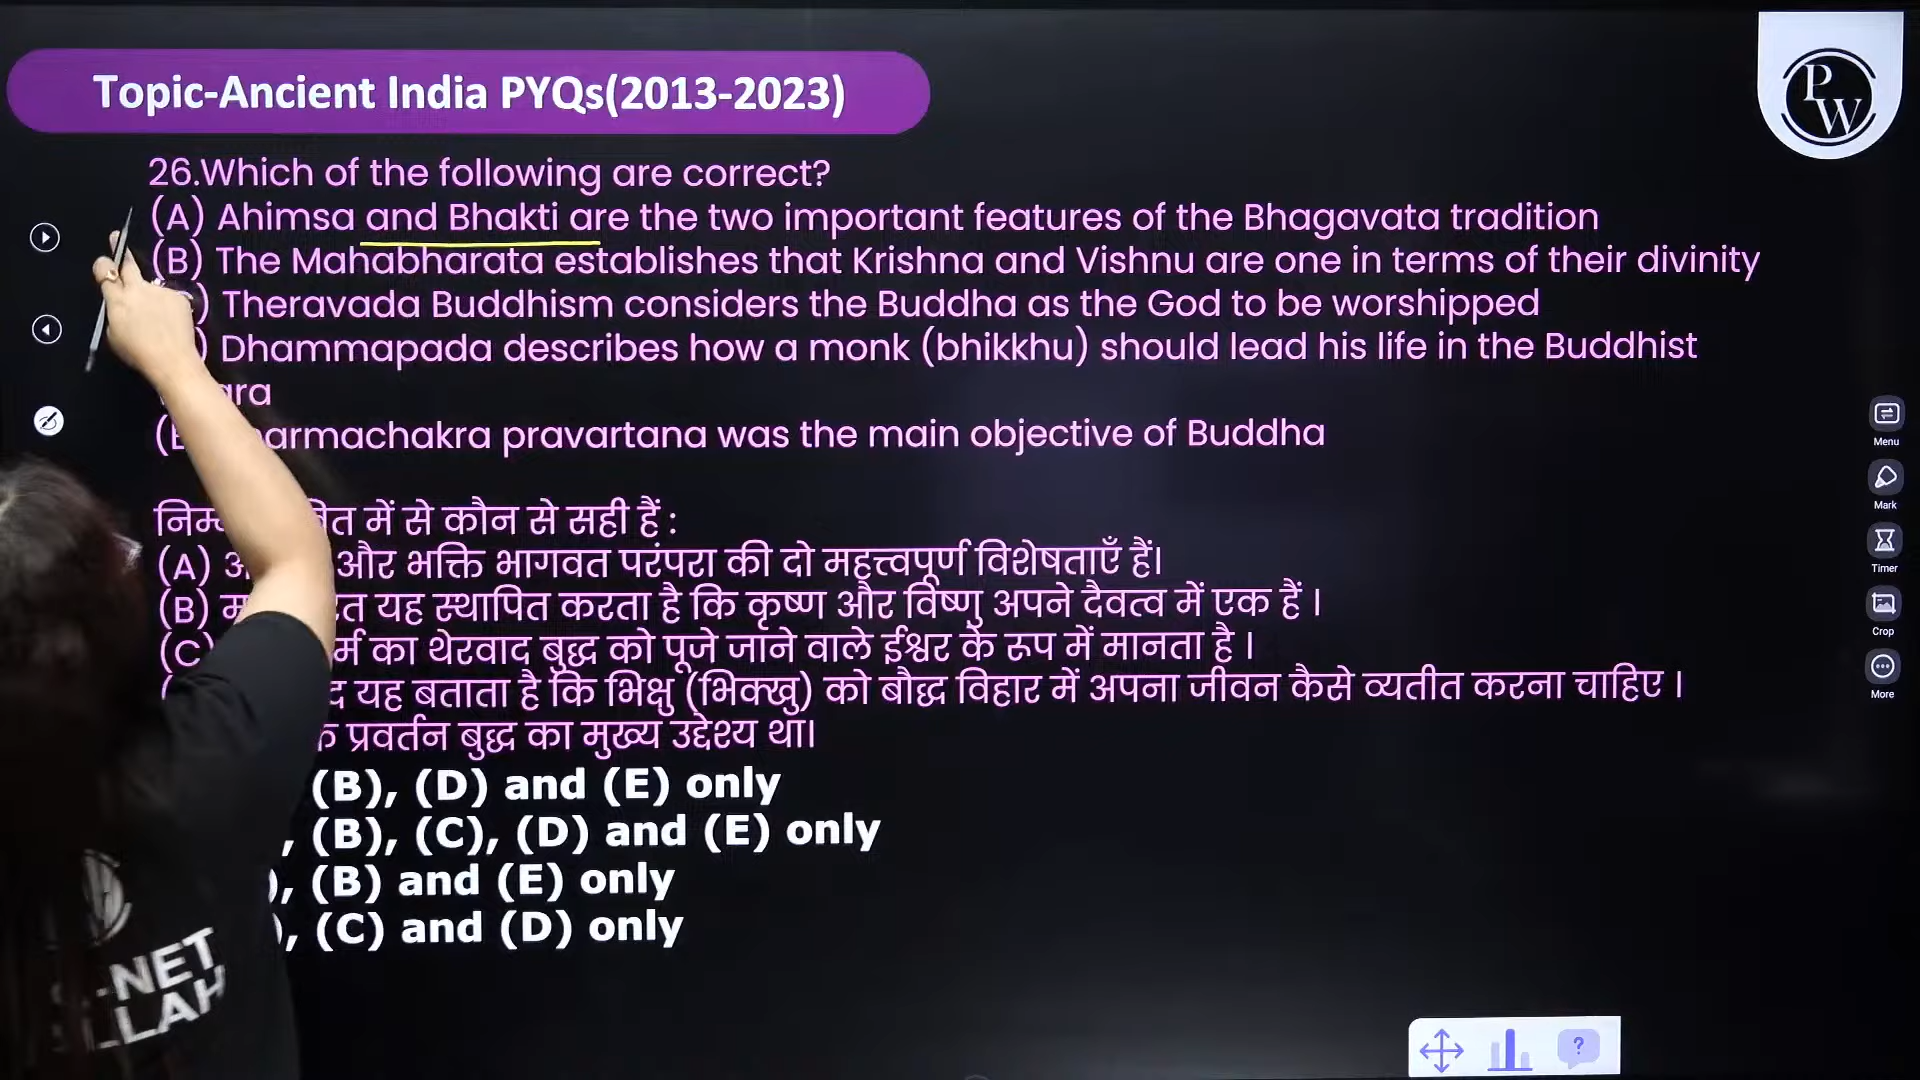 Topic-Ancient India PYQs(2013-2023)
P
W
26.Which of the following are correct?
(A) Ahimsa and Bhakti are the two important features of the Bhagavata tradition
(B) The Mahabharata establishes that Krishna and Vishnu are one in terms of their divinity
) Theravada Buddhism considers the Buddha as the God to be worshipped
) Dhammapada describes how a monk (bhikkhu) should lead his life in the Buddhist
(E armachakra pravartana was the main objective of Buddha
में से कौन से सही हैं :
(A) और भक्ति भागवत परंपरा की दो महत्त्वपूर्ण विशेषताएँ हैं।
(B) यह स्थापित करता है कि कृष्ण और विष्णु अपने दैवत्व में एक हैं ।
(C) का थेरवाद बुद्ध को पूजे जाने वाले ईश्वर के रूप में मानता है ।
यह बताता है कि भिक्षु (भिक्खु) को बौद्ध विहार में अपना जीवन कैसे व्यतीत करना चाहिए ।
प्रवर्तन बुद्ध का मुख्य उद्देश्य था।
(B), (D) and (E) only
, (B), (C), (D) and (E) only
), (B) and (E) only
), (C) and (D) only
Menu
Mark
Timer
Crop
More
-NET
LLAH